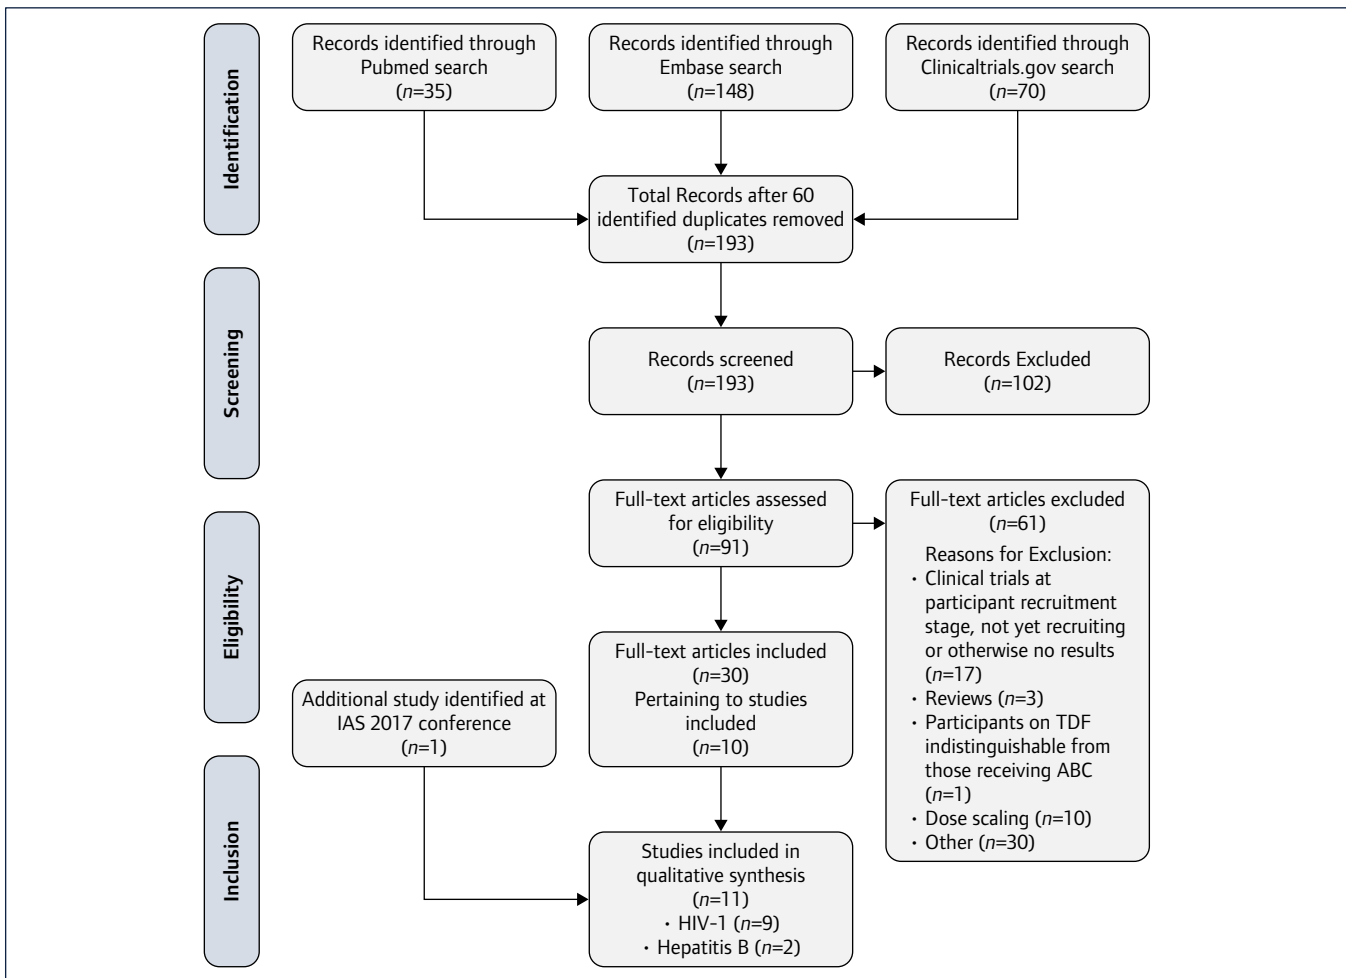 Identification
Records identified through
Pubmed search
(n=35)
Records identified through
Embase search
(n=148)
Records identified through
Clinicaltrials.gov search
(n=70)
Total Records after 60
identified duplicates removed
(n=193)
Screening
Records screened
(n=193)
Records Excluded
(n=102)
Eligibility
Full-text articles assessed
for eligibility
(n=91)
Full-text articles excluded
(n=61)
Reasons for Exclusion:
• Clinical trials at
participant recruitment
stage, not yet recruiting
or otherwise no results
(n=17)
• Reviews (n=3)
• Participants on TDF
indistinguishable from
those receiving ABC
(n=1)
• Dose scaling (n=10)
• Other (n=30)
Full-text articles included
(n=30)
Pertaining to studies
included
(n=10)
Additional study identified at
IAS 2017 conference
(n=1)
Inclusion
Studies included in
qualitative synthesis
(n=11)
• HIV-1 (n=9)
• Hepatitis B (n=2)